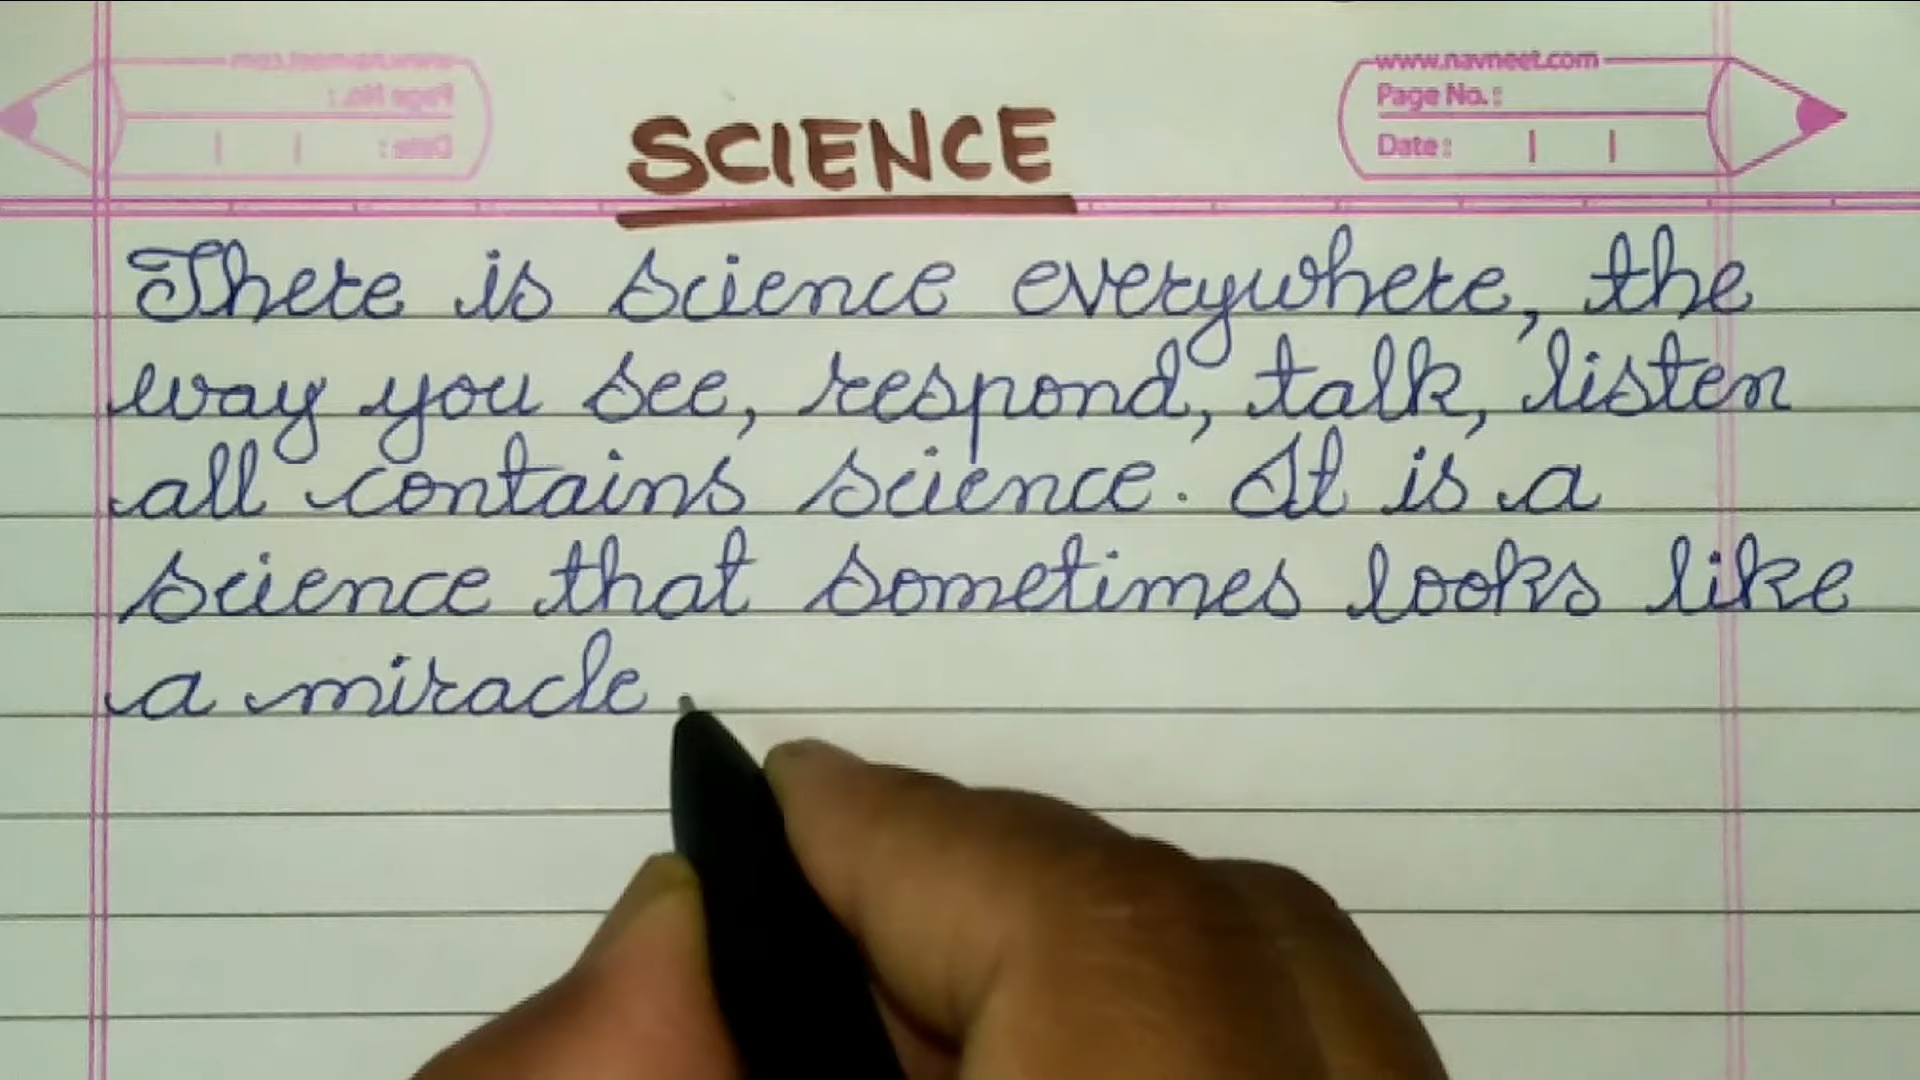 www.navneet.com
Page No. :
Date :
SCIENCE
There is science everywhere, the
way you see, respond, talk, listen
all contains science. It is a
science that sometimes looks like
a miracle